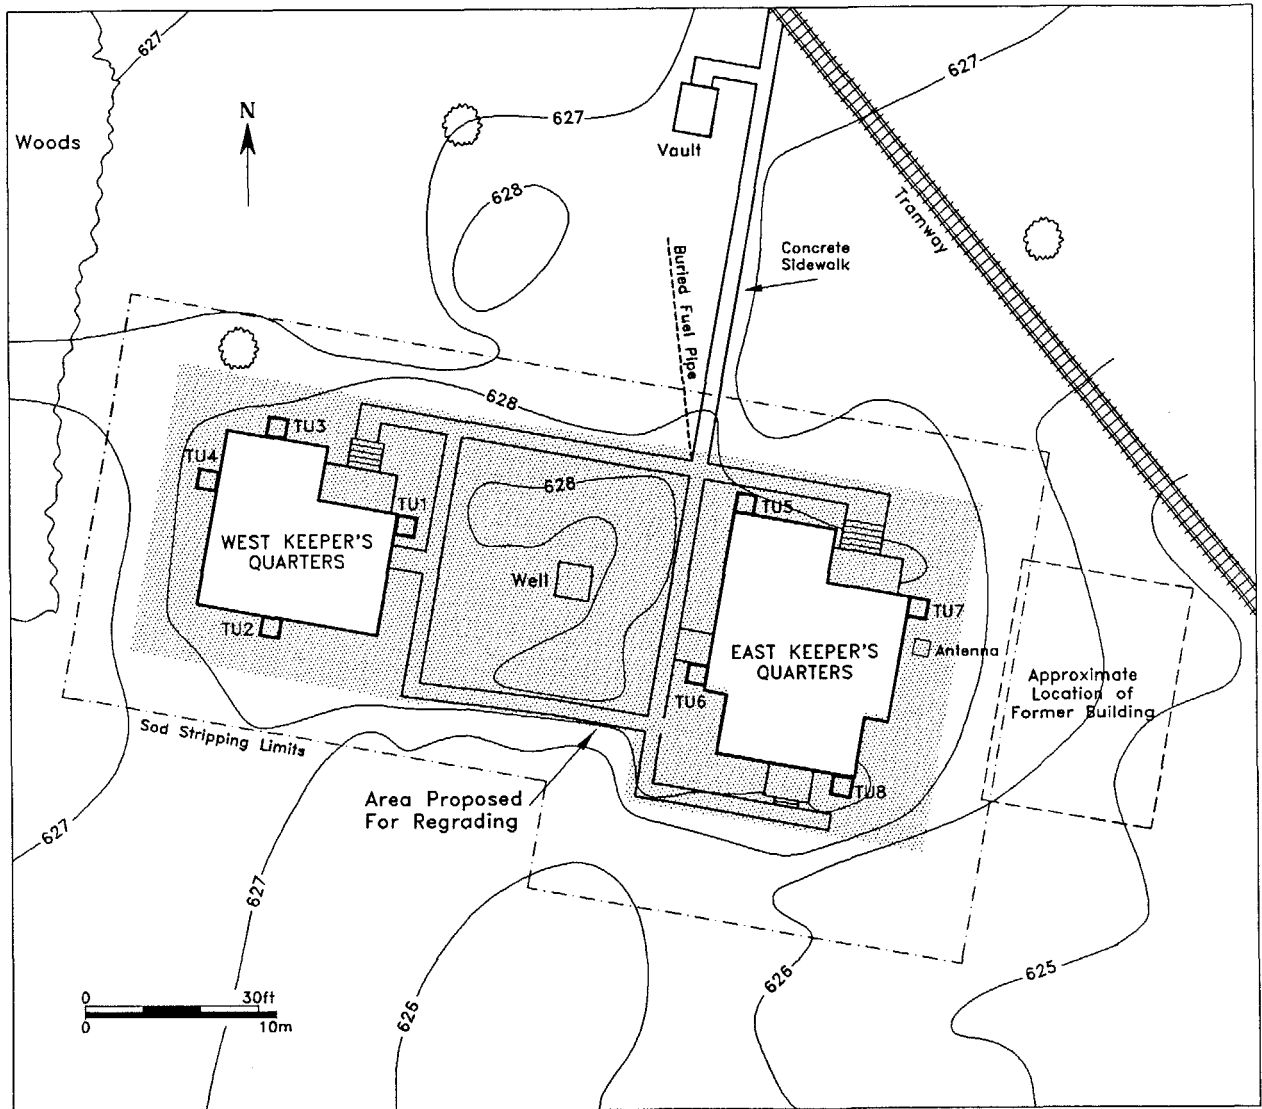 627
627
N
627
Woods
Vault
628
Tramway
Concrete
Sidewalk
Buried Fuel Pipe
628
TU3
TU4
628
TU1
TU5
WEST KEEPER'S
QUARTERS
Well
TU7
TU2
EAST KEEPER'S
QUARTERS
Antenna
TU6
Approximate
Location of
Former Building
Sod Stripping Limits
TU8
Area Proposed
For Regrading
627
627
626
625
626
0 30ft
0 10m